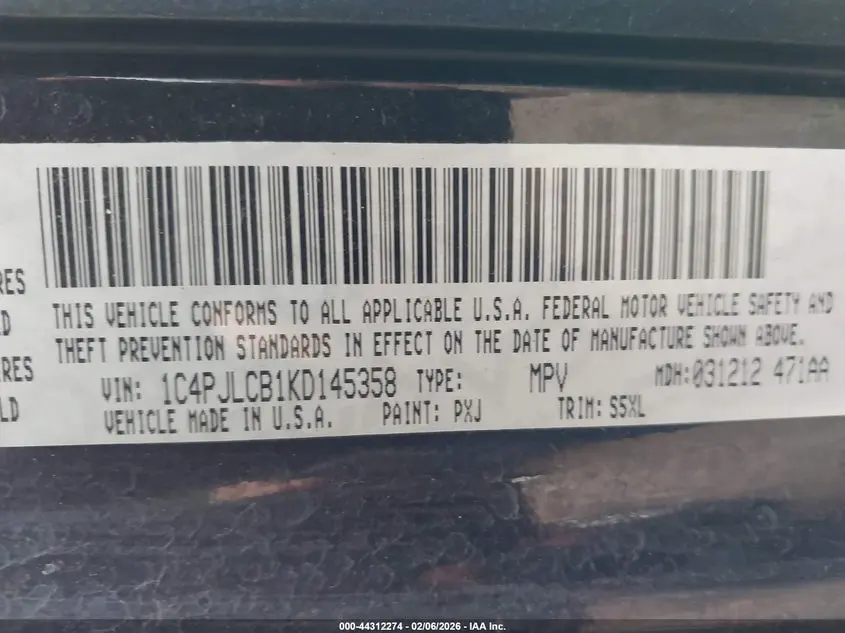 RES
THIS VEHICLE CONFORMS TO ALL APPLICABLE U.S.A. FEDERAL MOTOR VEHICLE SAFETY AND
LD
THEFT PREVENTION STANDARDS IN EFFECT ON THE DATE OF MANUFACTURE SHOWN ABOVE.
RES
VIN: 1C4PJLCB1KD145358 TYPE: MPV MDH:031212 471AA
LD
VEHICLE MADE IN U.S.A. PAINT: PXJ TRIM: S5XL
000-44312274 - 02/06/2026 - IAA Inc.